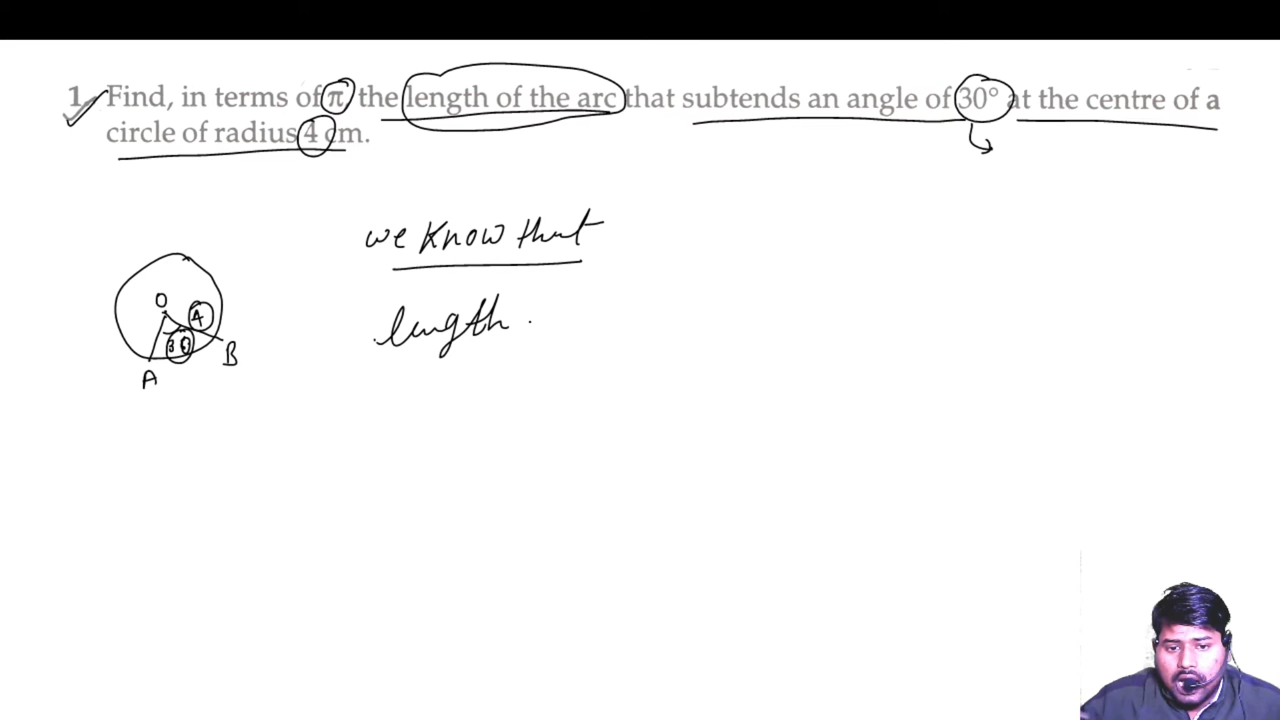 1. Find, in terms of π, the length of the arc that subtends an angle of 30° at the centre of a
circle of radius 4 cm.
we know that
length
O
4
30
A
B